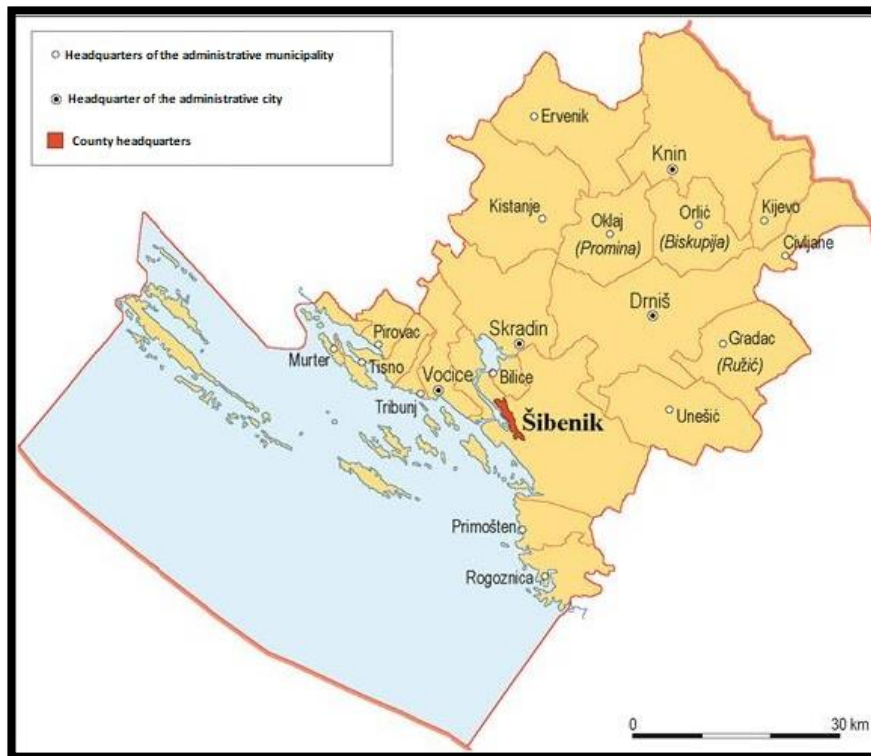 Headquarters of the administrative municipality
Headquarter of the administrative city
County headquarters
Ervenik
Knin
Kistanje
Oklaj
(Promina)
Orlić
(Biskupija)
Kijevo
Civljane
Drniš
Skradin
Gradac
(Ružić)
Pirovac
Murter
Tisno
Vocice
Bilice
Tribunj
Šibenik
Unešić
Primošten
Rogoznica
0 30 km